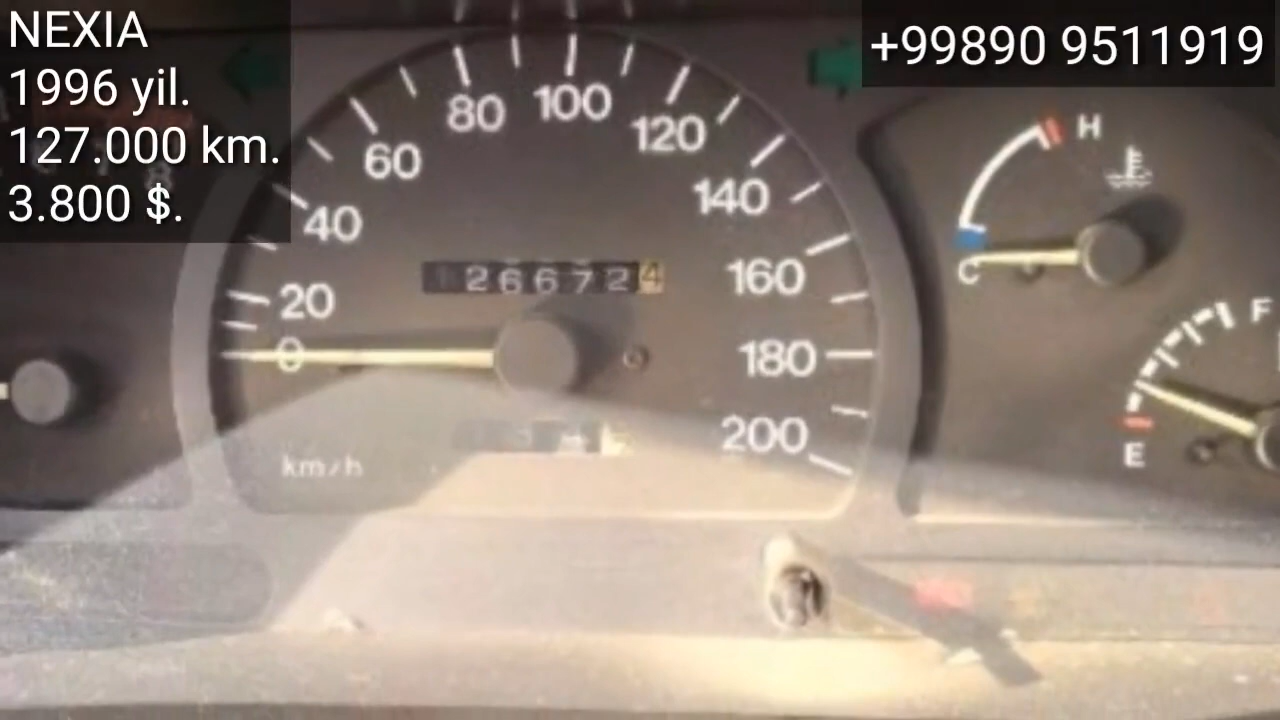 NEXIA
1996 yil.
127.000 km.
3.800 $.
+99890 9511919
80 100 120
60 140
40 160
20 180
0 200
126672 4
km/h
H
C
F
E